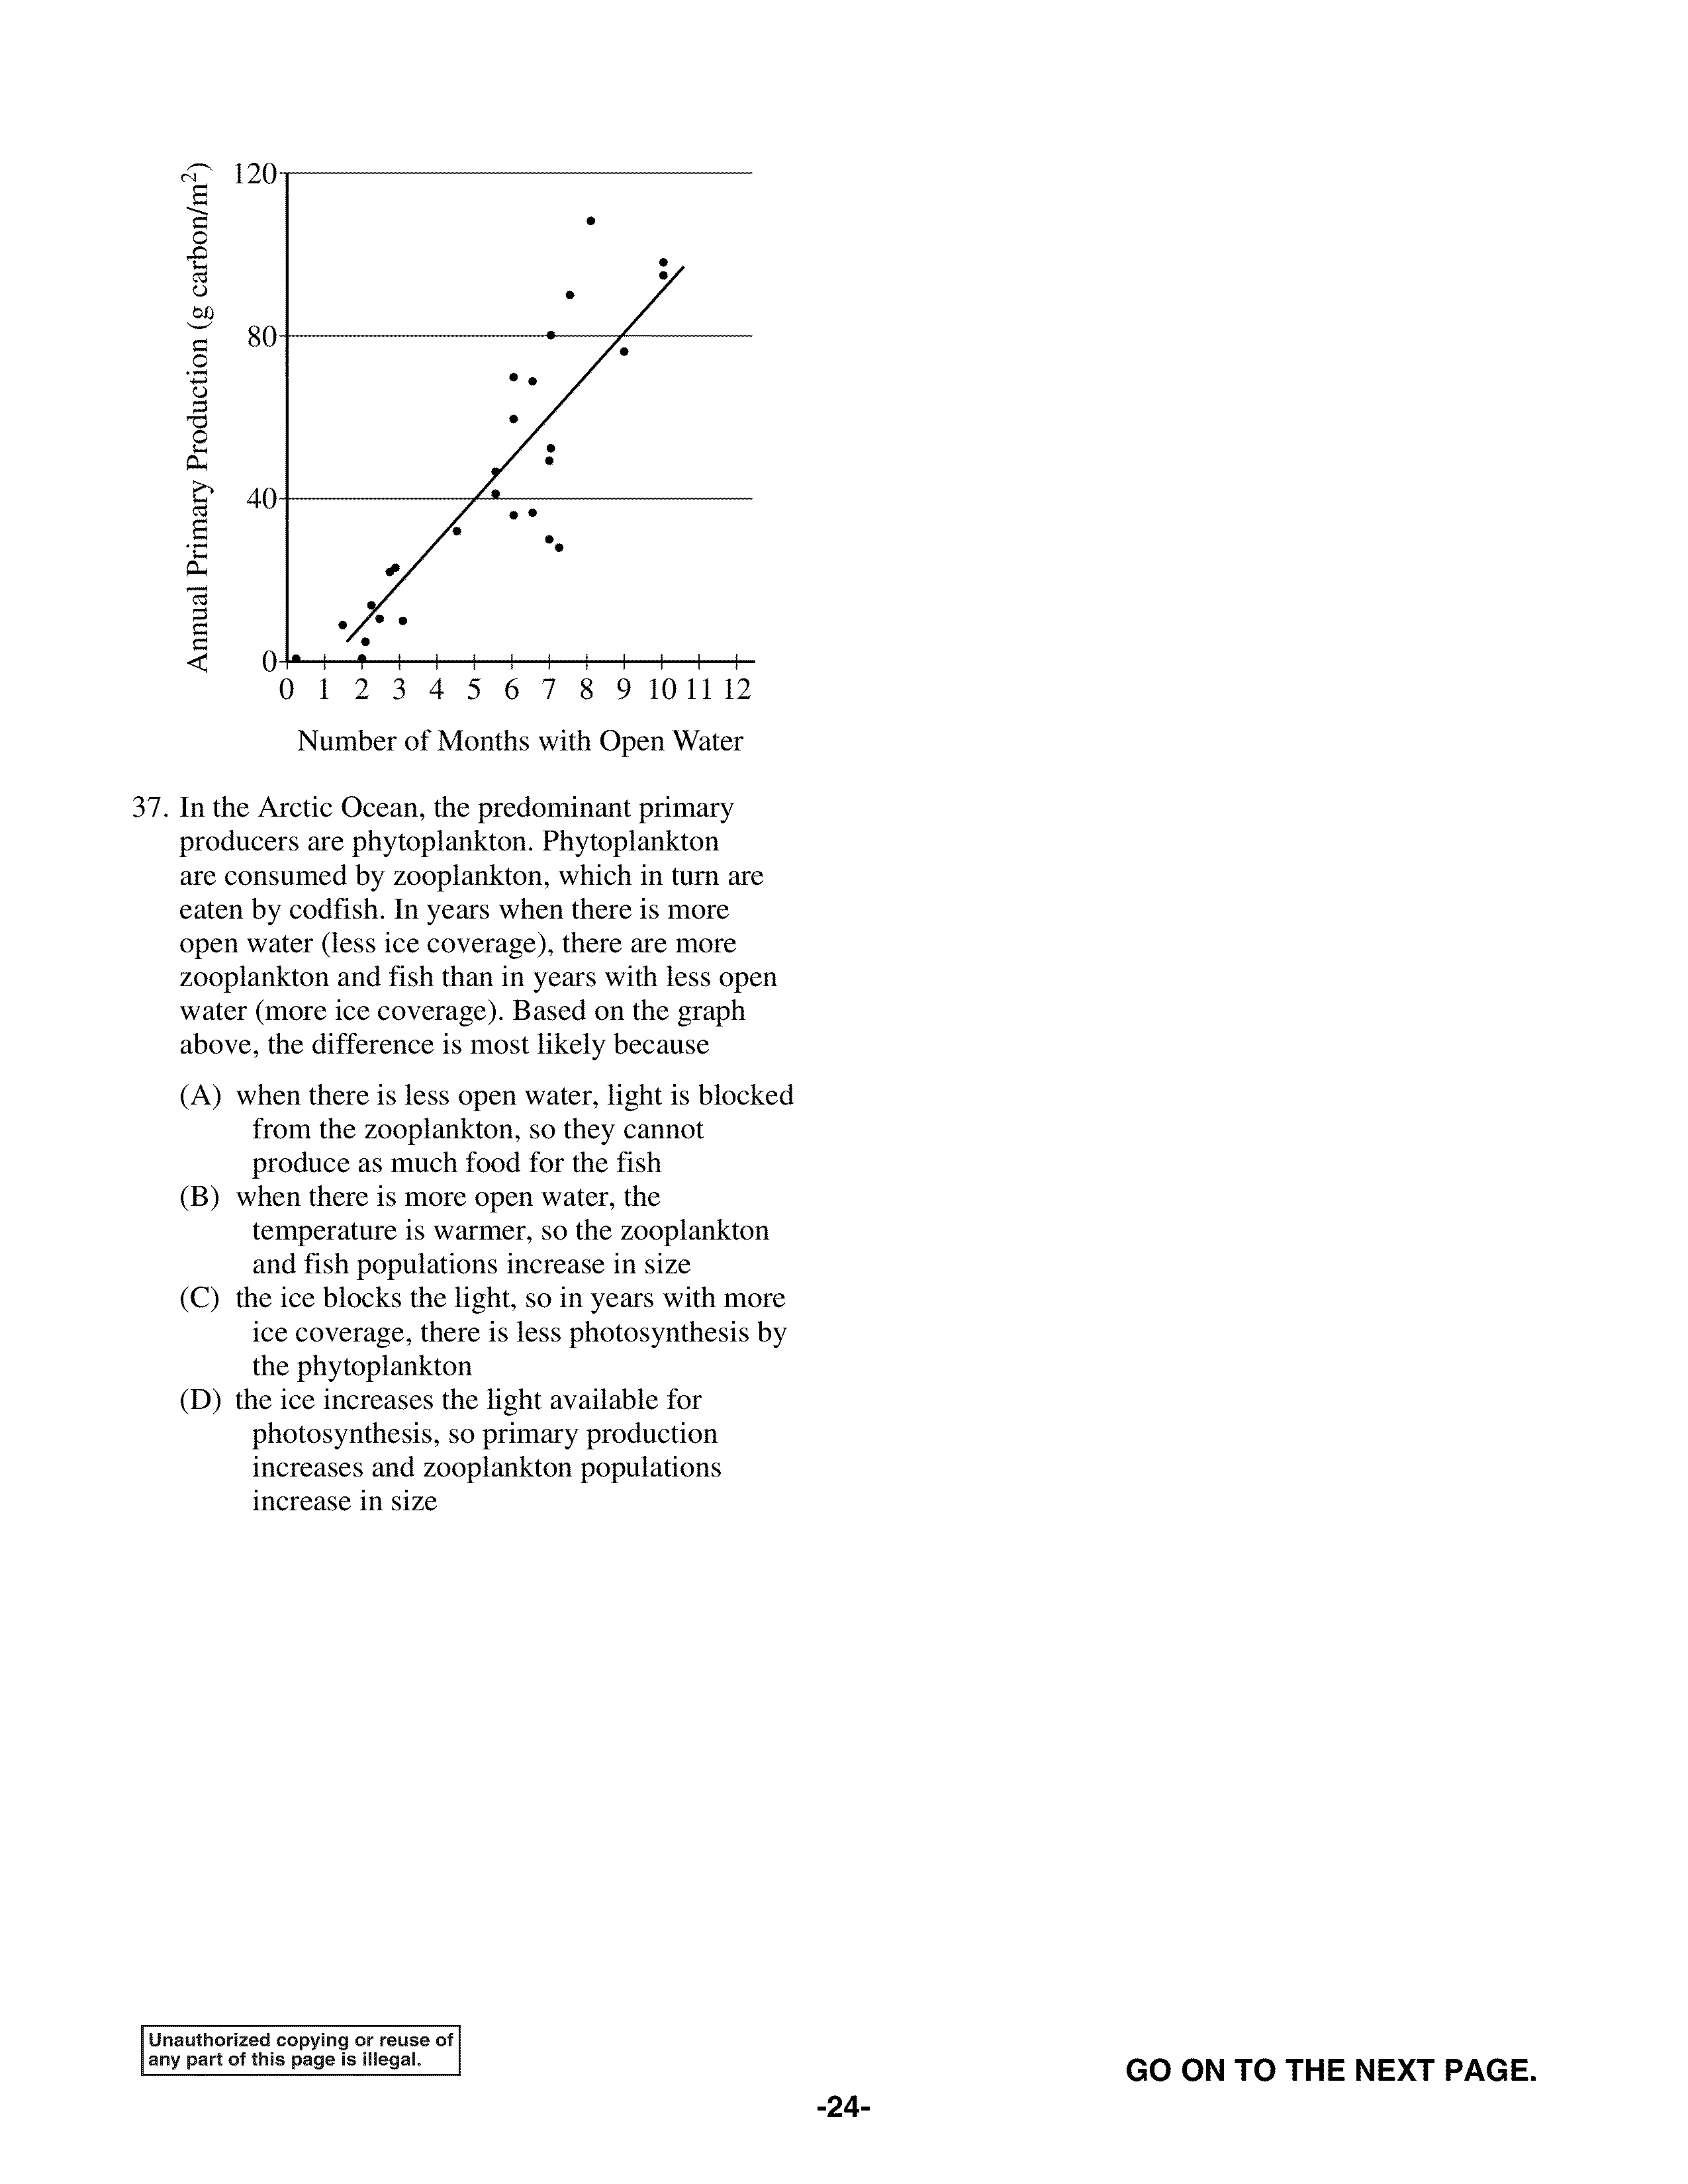 Annual Primary Production (g carbon/m²)
120
80
40
0
0 1 2 3 4 5 6 7 8 9 10 11 12
Number of Months with Open Water
37. In the Arctic Ocean, the predominant primary
producers are phytoplankton. Phytoplankton
are consumed by zooplankton, which in turn are
eaten by codfish. In years when there is more
open water (less ice coverage), there are more
zooplankton and fish than in years with less open
water (more ice coverage). Based on the graph
above, the difference is most likely because
(A) when there is less open water, light is blocked
from the zooplankton, so they cannot
produce as much food for the fish
(B) when there is more open water, the
temperature is warmer, so the zooplankton
and fish populations increase in size
(C) the ice blocks the light, so in years with more
ice coverage, there is less photosynthesis by
the phytoplankton
(D) the ice increases the light available for
photosynthesis, so primary production
increases and zooplankton populations
increase in size
Unauthorized copying or reuse of
any part of this page is illegal.
GO ON TO THE NEXT PAGE.
-24-